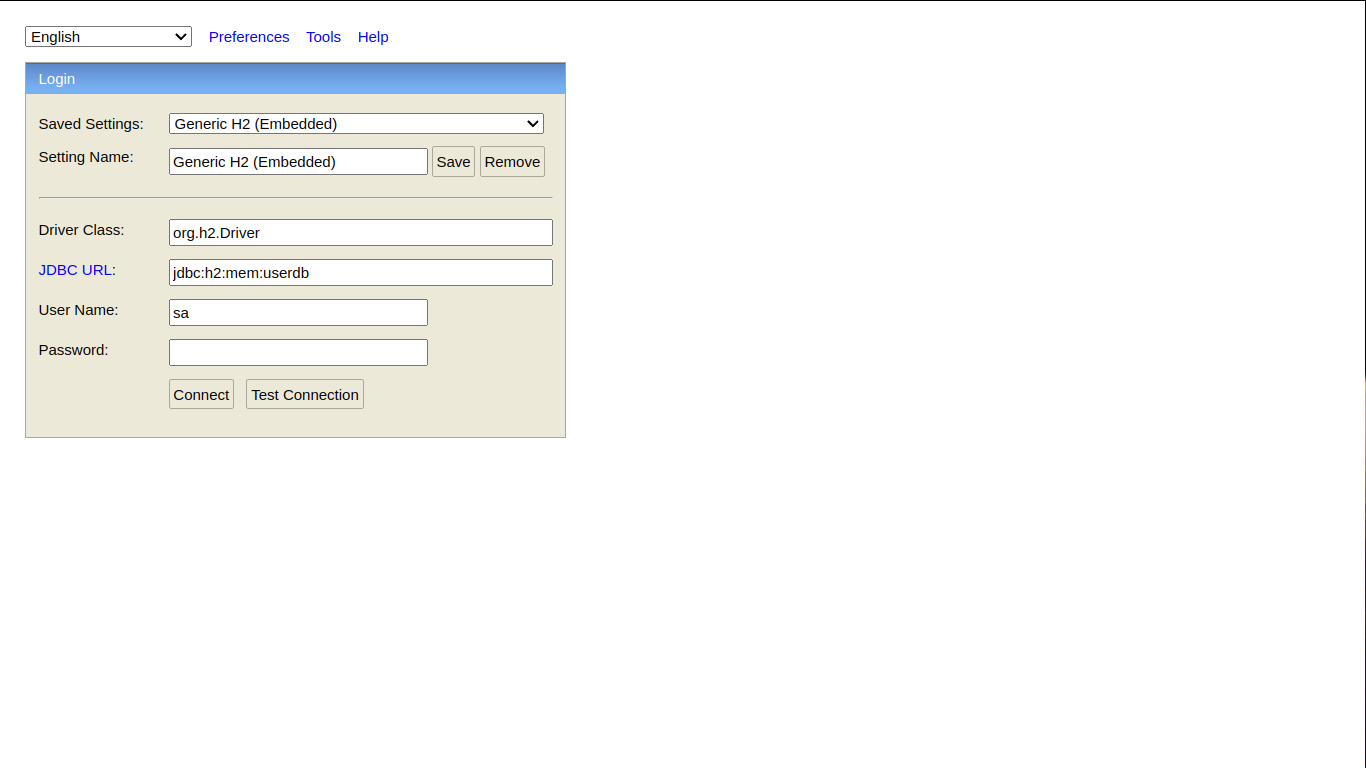 English Preferences Tools Help
Login
Saved Settings: Generic H2 (Embedded)
Setting Name: Generic H2 (Embedded) Save Remove
Driver Class: org.h2.Driver
JDBC URL: jdbc:h2:mem:userdb
User Name: sa
Password:
Connect Test Connection